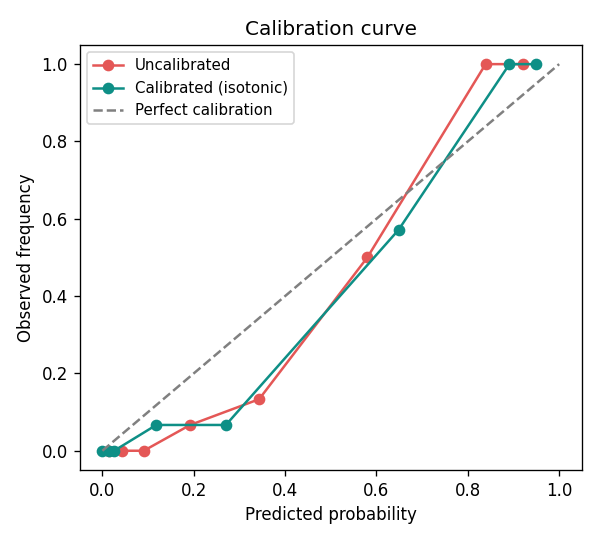 Calibration curve
Uncalibrated
Calibrated (isotonic)
Perfect calibration
Observed frequency
1.0
0.8
0.6
0.4
0.2
0.0
0.0 0.2 0.4 0.6 0.8 1.0
Predicted probability